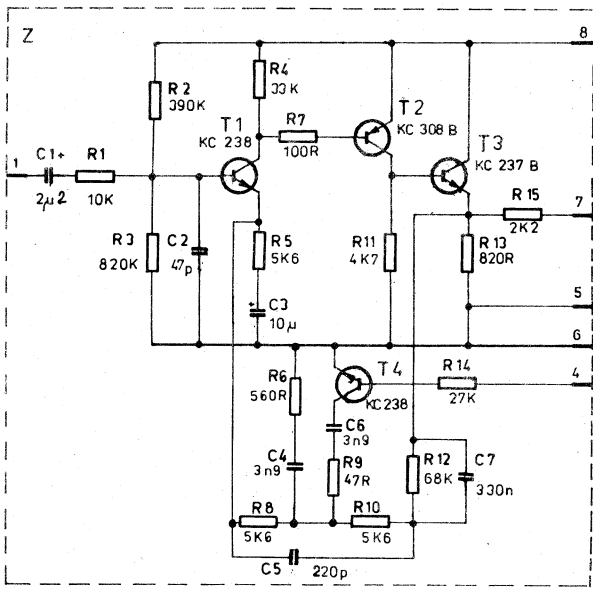 Z
8
R2
390K
R4
33K
T1
KC 238
R7
100R
T2
KC 308 B
T3
KC 237 B
1
C1 +
2µ2
R1
10K
R 15
2K2
7
R3
820K
C2
47p
R5
5K6
R11
4K7
R13
820R
+
C3
10µ
5
6
R6
560R
T4
KC238
R14
27K
4
C6
3n9
C4
3n9
R9
47R
R12
68K
C7
330n
R8
5K6
R10
5K6
C5
220p